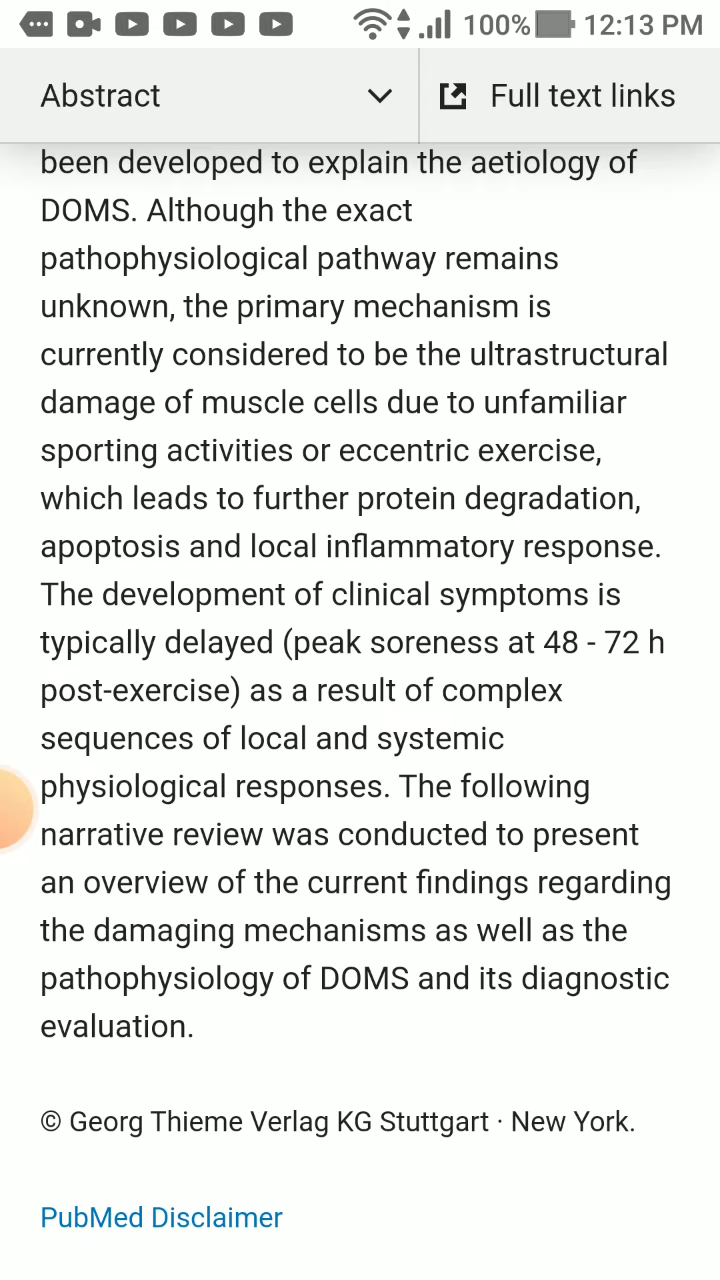 100% 12:13 PM
Abstract Full text links
been developed to explain the aetiology of
DOMS. Although the exact
pathophysiological pathway remains
unknown, the primary mechanism is
currently considered to be the ultrastructural
damage of muscle cells due to unfamiliar
sporting activities or eccentric exercise,
which leads to further protein degradation,
apoptosis and local inflammatory response.
The development of clinical symptoms is
typically delayed (peak soreness at 48 - 72 h
post-exercise) as a result of complex
sequences of local and systemic
physiological responses. The following
narrative review was conducted to present
an overview of the current findings regarding
the damaging mechanisms as well as the
pathophysiology of DOMS and its diagnostic
evaluation.
© Georg Thieme Verlag KG Stuttgart · New York.
PubMed Disclaimer